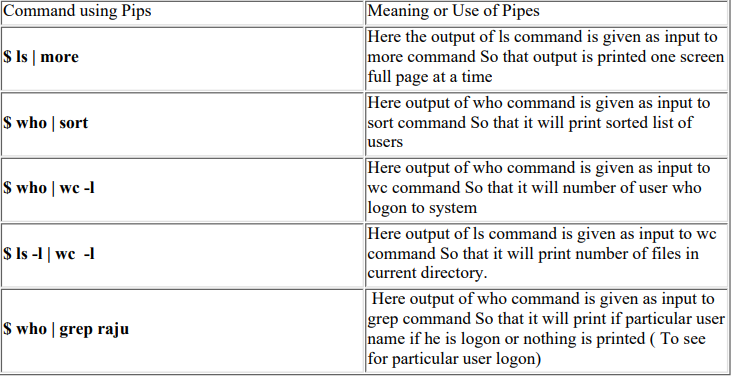 Command using Pips
Meaning or Use of Pipes
$ ls | more
Here the output of ls command is given as input to
more command So that output is printed one screen
full page at a time
$ who | sort
Here output of who command is given as input to
sort command So that it will print sorted list of
users
$ who | wc -l
Here output of who command is given as input to
wc command So that it will number of user who
logon to system
$ ls -l | wc -l
Here output of ls command is given as input to wc
command So that it will print number of files in
current directory.
$ who | grep raju
Here output of who command is given as input to
grep command So that it will print if particular user
name if he is logon or nothing is printed ( To see
for particular user logon)